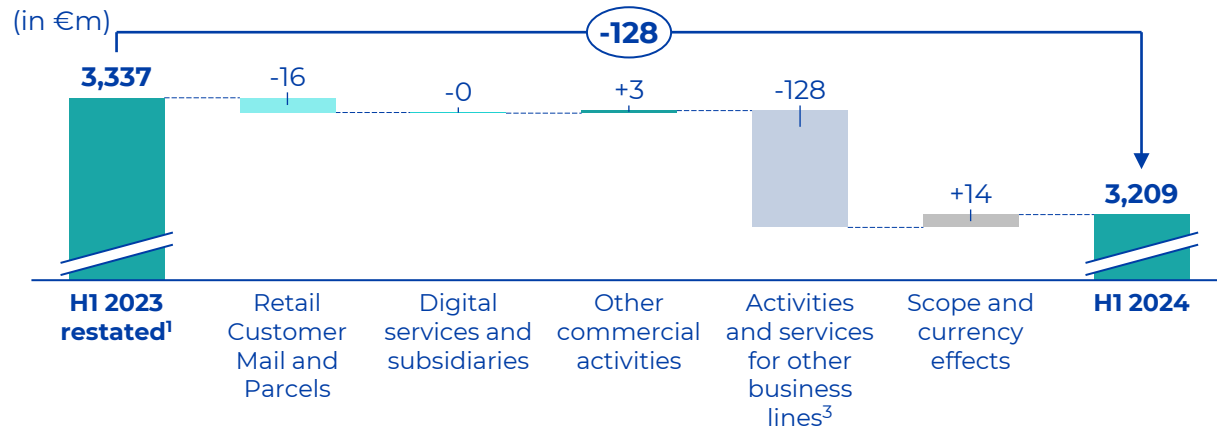 (in €m)
-128
3,337
-16
-0
+3
-128
+14
3,209
H1 2023
restated¹
Retail
Customer
Mail and
Parcels
Digital
services and
subsidiaries
Other
commercial
activities
Activities
and services
for other
business
lines³
Scope and
currency
effects
H1 2024